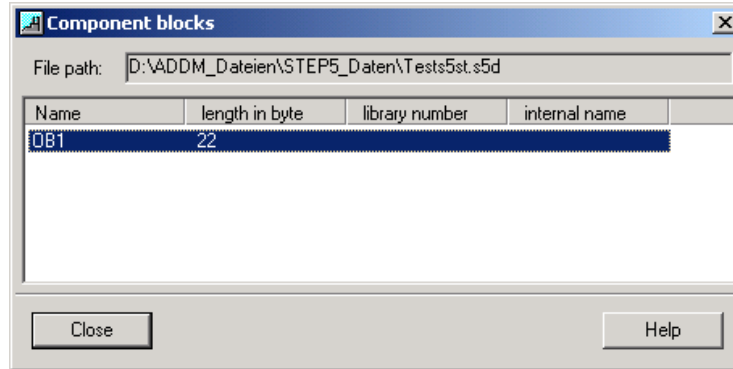 Component blocks
File path: D:\ADDM_Dateien\STEP5_Daten\Tests5st.s5d
Name length in byte library number internal name
OB1 22
Close Help